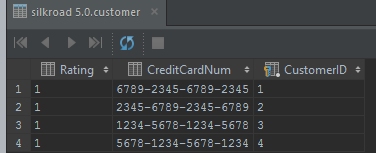 silkroad 5.0.customer
Rating CreditCardNum CustomerID
1 1 6789-2345-6789-2345 1
2 1 2345-6789-2345-6789 2
3 1 1234-5678-1234-5678 3
4 1 5678-1234-5678-1234 4